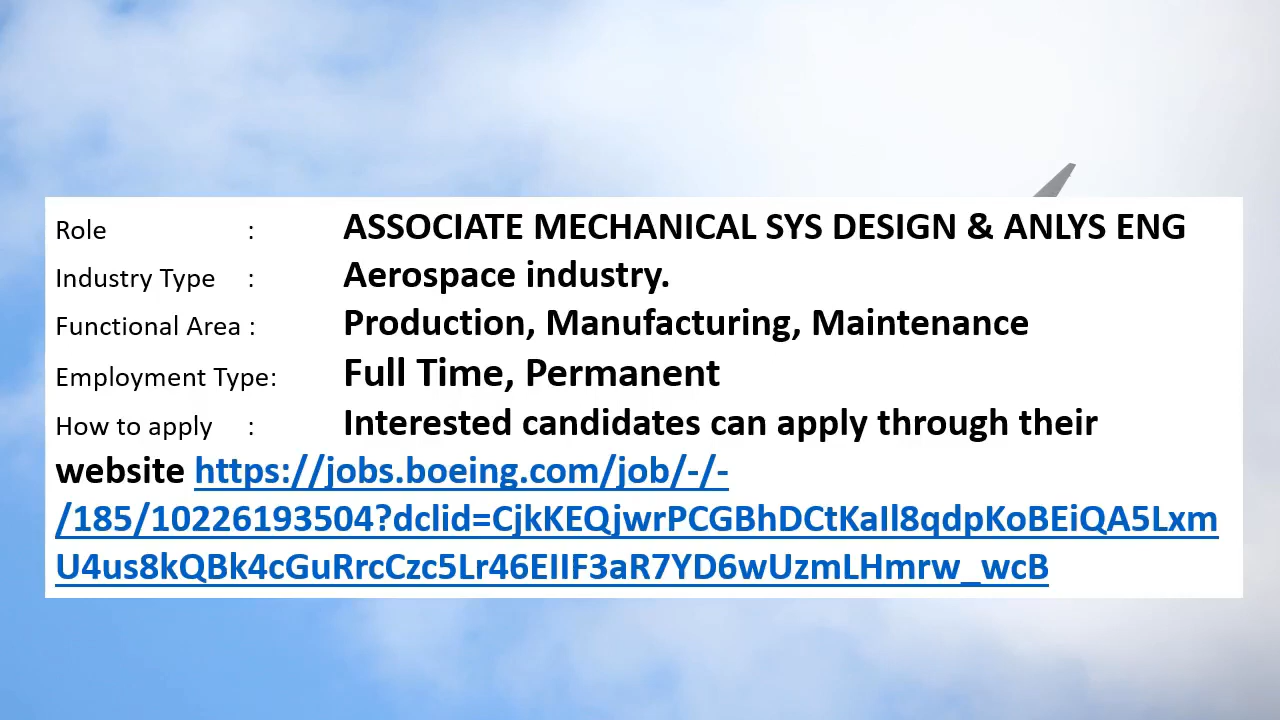 Role : ASSOCIATE MECHANICAL SYS DESIGN & ANLYS ENG
Industry Type : Aerospace industry.
Functional Area : Production, Manufacturing, Maintenance
Employment Type: Full Time, Permanent
How to apply : Interested candidates can apply through their
website https://jobs.boeing.com/job/-/-
/185/10226193504?dclid=CjkKEQjwrPCGBhDCtKaIl8qdpKoBEiQA5Lxm
U4us8kQBk4cGuRrcCzc5Lr46EIIF3aR7YD6wUzmLHmrw_wcB